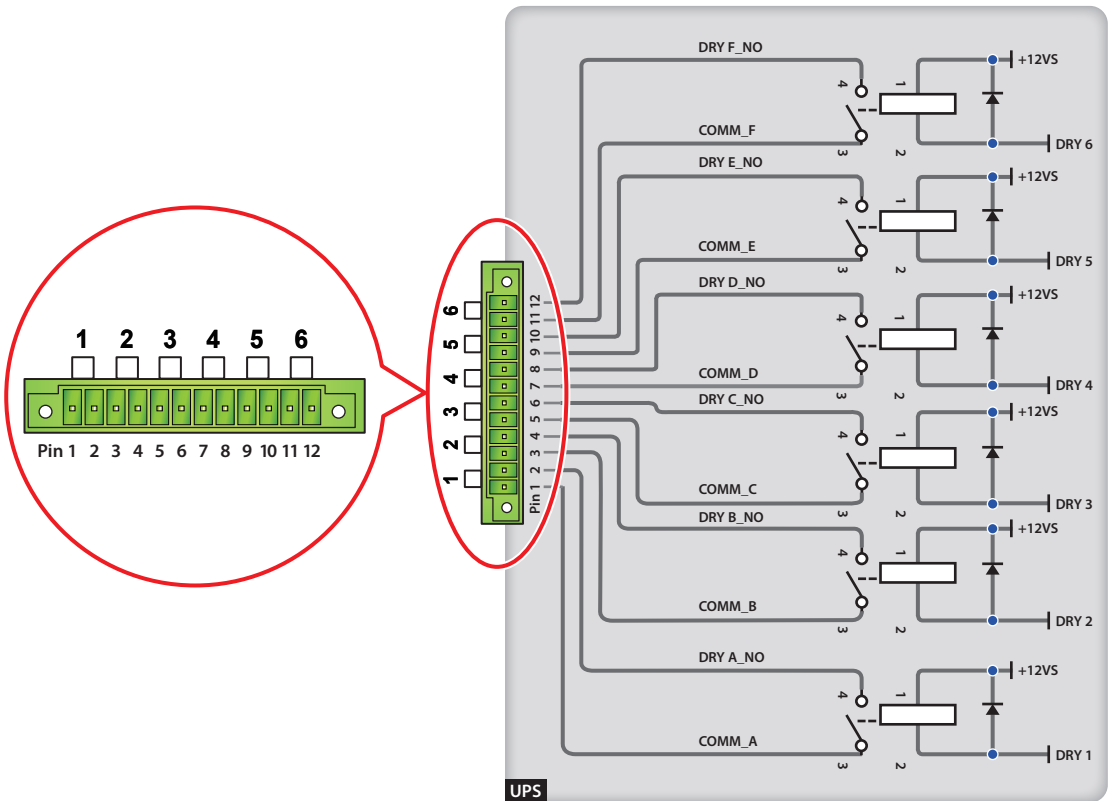 1 2 3 4 5 6
Pin 1 2 3 4 5 6 7 8 9 10 11 12
6
5
4
3
2
1
12
11
10
9
8
7
6
5
4
3
2
Pin 1
DRY F_NO
4 1
+12VS
COMM_F
3 2
DRY 6
DRY E_NO
4 1
+12VS
COMM_E
3 2
DRY 5
DRY D_NO
4 1
+12VS
COMM_D
3 2
DRY 4
DRY C_NO
4 1
+12VS
COMM_C
3 2
DRY 3
DRY B_NO
4 1
+12VS
COMM_B
3 2
DRY 2
DRY A_NO
4 1
+12VS
COMM_A
3 2
DRY 1
UPS